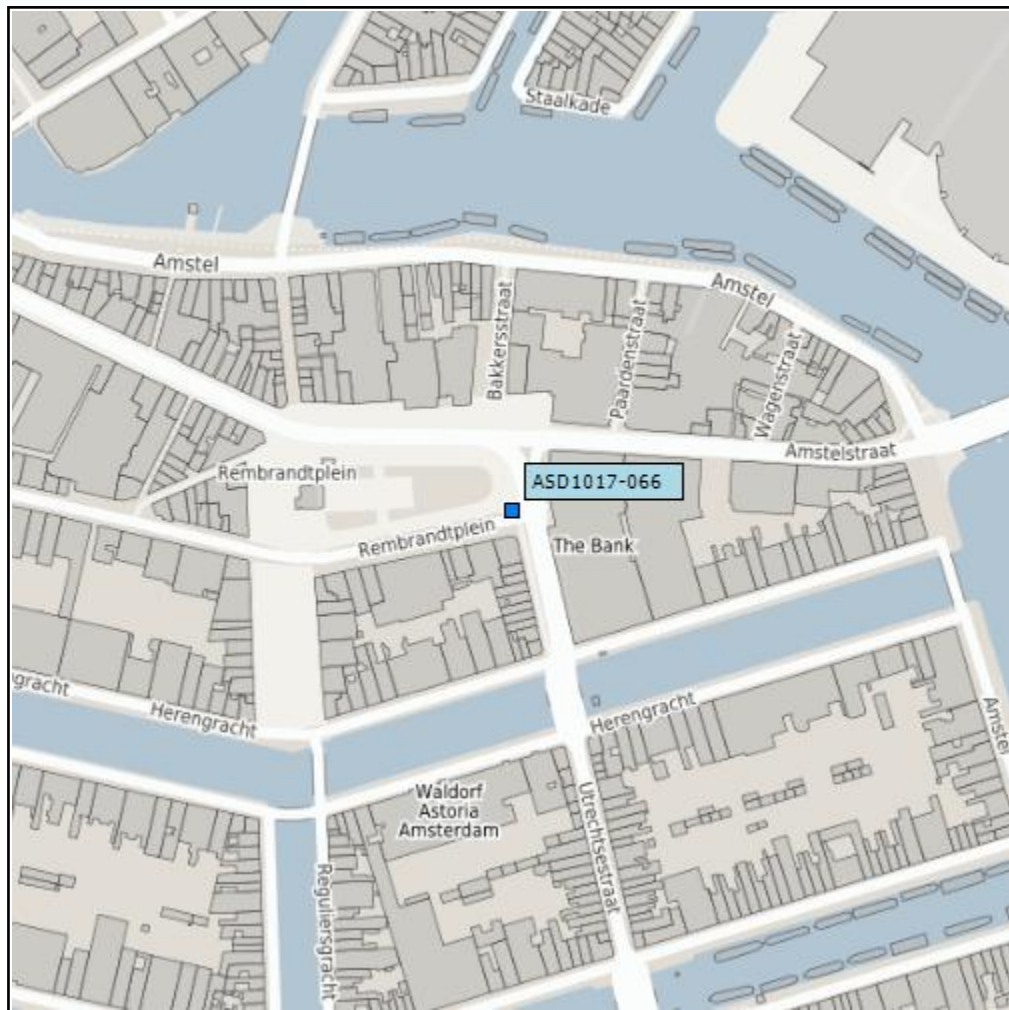 Staalkade
Amstel
Amstel
Bakkersstraat
Paardenstraat
Wagenstraat
Amstelstraat
Rembrandtplein
ASD1017-066
Rembrandtplein
The Bank
gracht
Herengracht
Herengracht
Amstel
Waldorf
Astoria
Amsterdam
Utrechtsestraat
Reguliersgracht